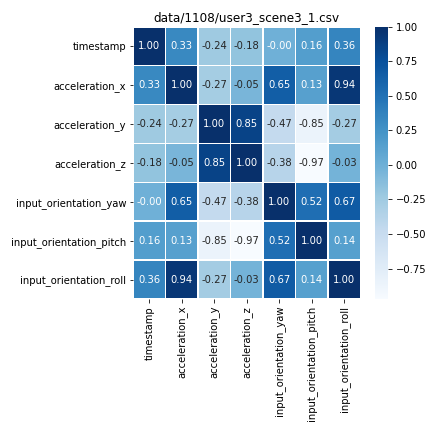 data/1108/user3_scene3_1.csv
timestamp 1.00 0.33 -0.24 -0.18 -0.00 0.16 0.36
acceleration_x 0.33 1.00 -0.27 -0.05 0.65 0.13 0.94
acceleration_y -0.24 -0.27 1.00 0.85 -0.47 -0.85 -0.27
acceleration_z -0.18 -0.05 0.85 1.00 -0.38 -0.97 -0.03
input_orientation_yaw -0.00 0.65 -0.47 -0.38 1.00 0.52 0.67
input_orientation_pitch 0.16 0.13 -0.85 -0.97 0.52 1.00 0.14
input_orientation_roll 0.36 0.94 -0.27 -0.03 0.67 0.14 1.00
timestamp
acceleration_x
acceleration_y
acceleration_z
input_orientation_yaw
input_orientation_pitch
input_orientation_roll
1.00
0.75
0.50
0.25
0.00
−0.25
−0.50
−0.75